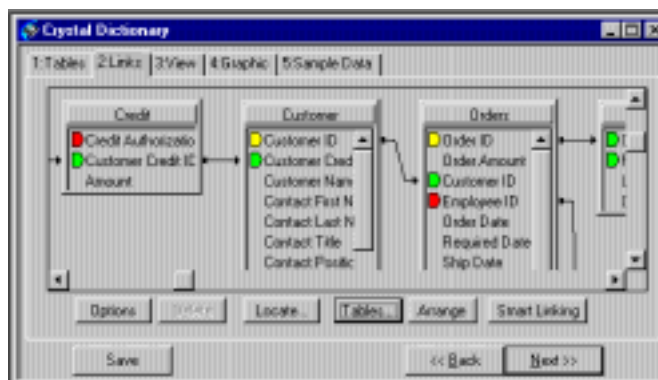 Crystal Dictionary
1:Tables 2:Links 3:View 4:Graphic 5:Sample Data
Credit
Credit Authorizatio
Customer Credit ID
Amount
Customer
Customer ID
Customer Cred
Customer Nam
Contact First N
Contact Last N
Contact Title
Contact Positic
Orders
Order ID
Order Amount
Customer ID
Employee ID
Order Date
Required Date
Ship Date
Options Locate... Tables... Arrange Smart Linking
Save << Back Next >>